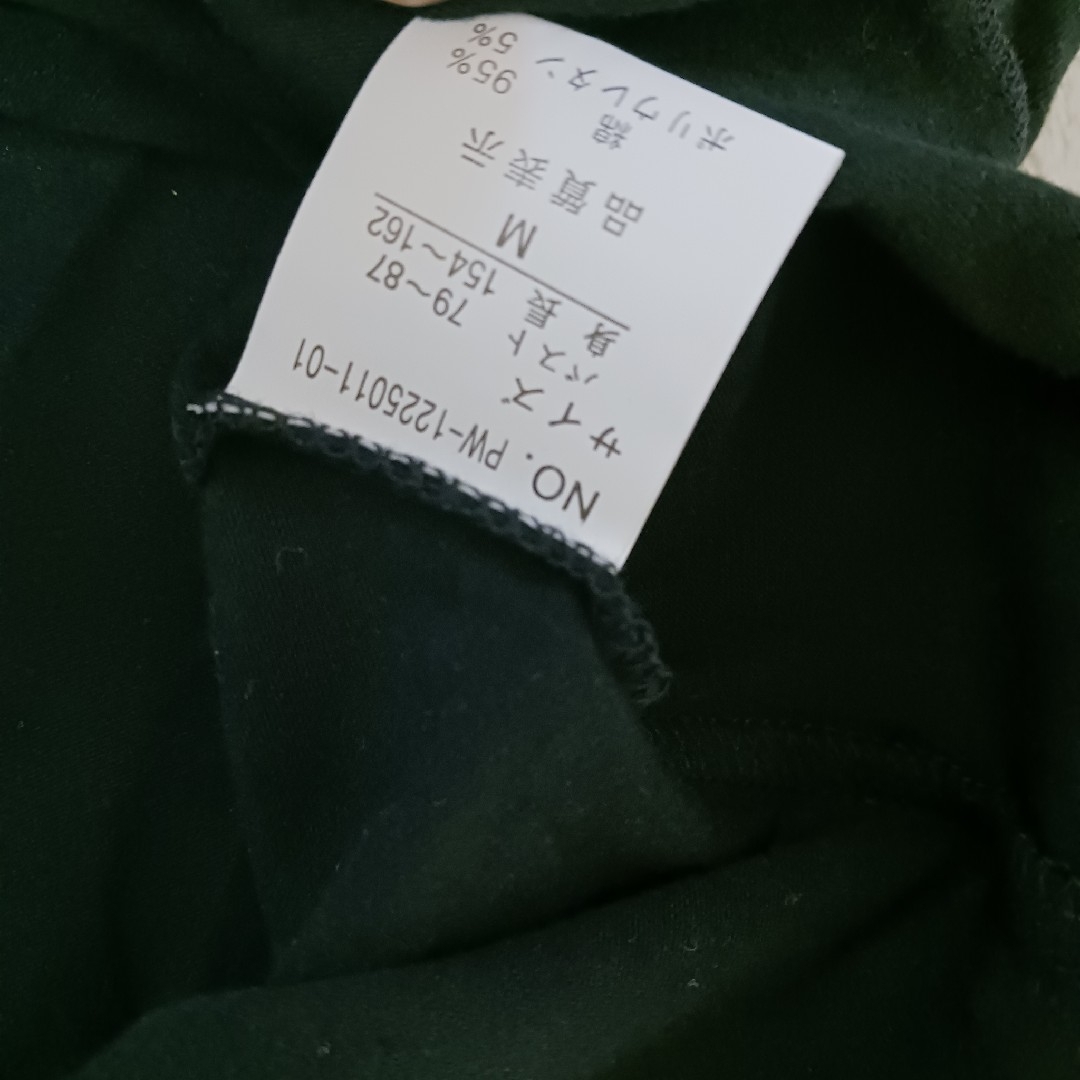 NO. PW-1225011-01
サイズ
バスト 79~87
身長 154~162
M
品質表示
綿 95%
ポリウレタン 5%